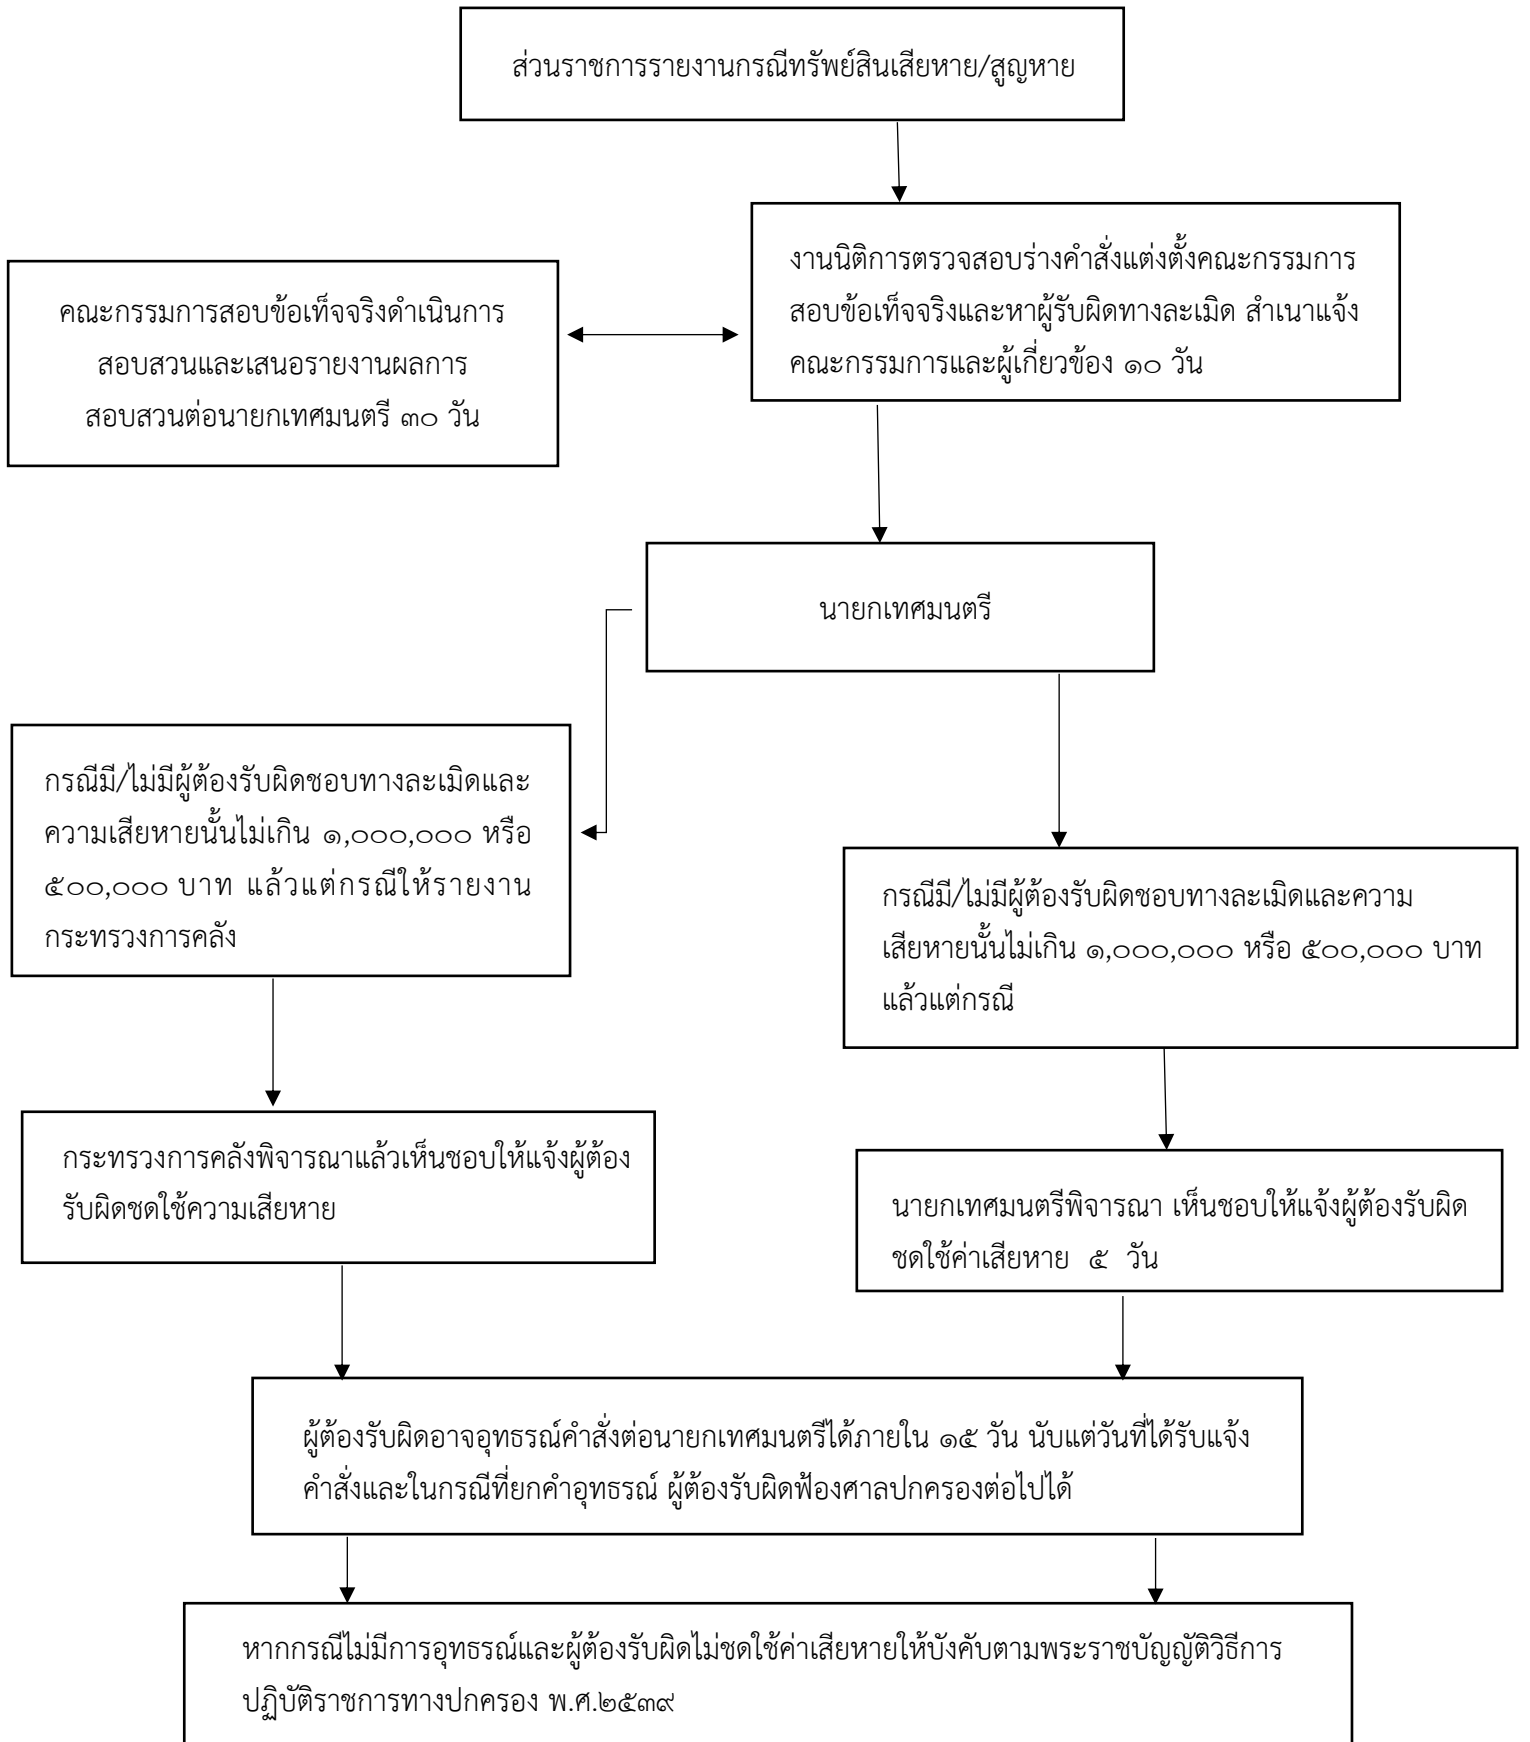 ส่วนราชการรายงานกรณีทรัพย์สินเสียหาย/สูญหาย
งานนิติการตรวจสอบร่างคำสั่งแต่งตั้งคณะกรรมการ
สอบข้อเท็จจริงและหาผู้รับผิดทางละเมิด สำเนาแจ้ง
คณะกรรมการและผู้เกี่ยวข้อง ๑๐ วัน
คณะกรรมการสอบข้อเท็จจริงดำเนินการ
สอบสวนและเสนอรายงานผลการ
สอบสวนต่อนายกเทศมนตรี ๓๐ วัน
นายกเทศมนตรี
กรณีมี/ไม่มีผู้ต้องรับผิดชอบทางละเมิดและ
ความเสียหายนั้นไม่เกิน ๑,๐๐๐,๐๐๐ หรือ
๕๐๐,๐๐๐ บาท แล้วแต่กรณีให้รายงาน
กระทรวงการคลัง
กรณีมี/ไม่มีผู้ต้องรับผิดชอบทางละเมิดและความ
เสียหายนั้นไม่เกิน ๑,๐๐๐,๐๐๐ หรือ ๕๐๐,๐๐๐ บาท
แล้วแต่กรณี
กระทรวงการคลังพิจารณาแล้วเห็นชอบให้แจ้งผู้ต้อง
รับผิดชดใช้ความเสียหาย
นายกเทศมนตรีพิจารณา เห็นชอบให้แจ้งผู้ต้องรับผิด
ชดใช้ค่าเสียหาย ๕ วัน
ผู้ต้องรับผิดอาจอุทธรณ์คำสั่งต่อนายกเทศมนตรีได้ภายใน ๑๕ วัน นับแต่วันที่ได้รับแจ้ง
คำสั่งและในกรณีที่ยกคำอุทธรณ์ ผู้ต้องรับผิดฟ้องศาลปกครองต่อไปได้
หากกรณีไม่มีการอุทธรณ์และผู้ต้องรับผิดไม่ชดใช้ค่าเสียหายให้บังคับตามพระราชบัญญัติวิธีการ
ปฏิบัติราชการทางปกครอง พ.ศ.๒๕๓๙